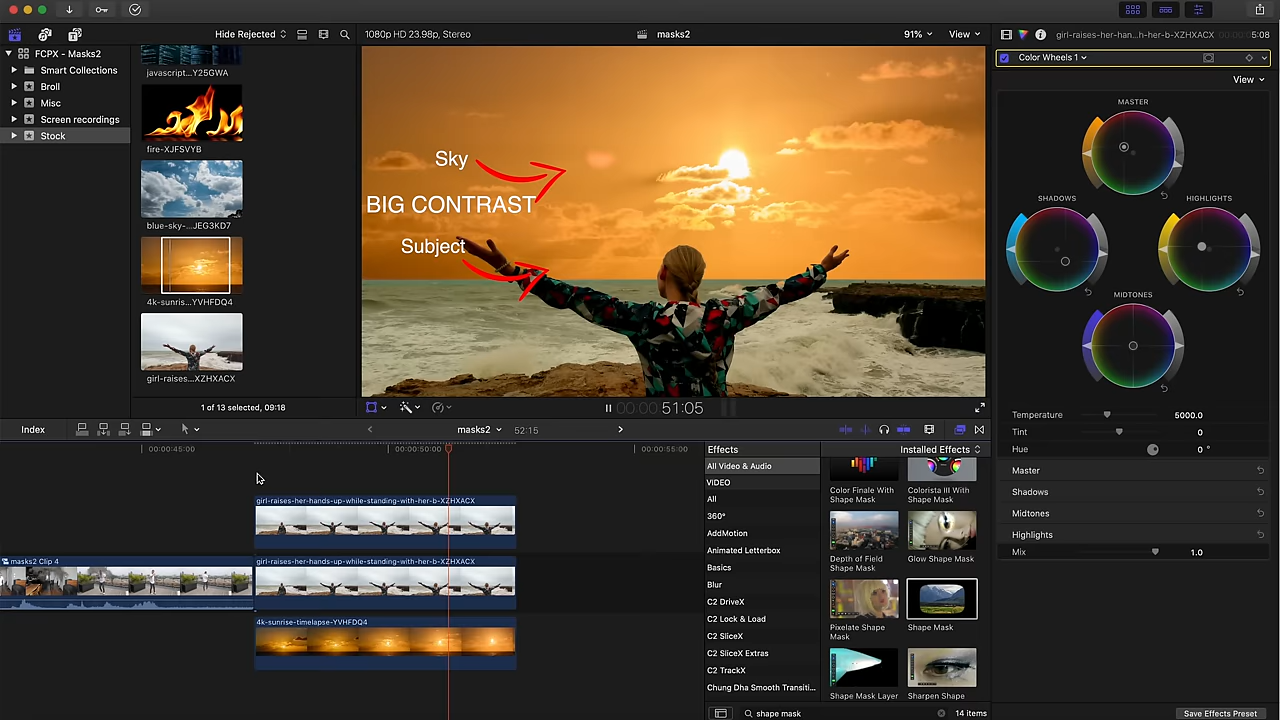 Hide Rejected
1080p HD 23.98p, Stereo
masks2
91%
View
girl-raises-her-han...h-her-b-XZHXACX
5:08
FCPX - Masks2
Smart Collections
Broll
Misc
Screen recordings
Stock
javascript...Y25GWA
fire-XJFSVYB
blue-sky-...JEG3KD7
4k-sunris...YVHFDQ4
girl-raises...XZHXACX
1 of 13 selected, 09:18
Sky
BIG CONTRAST
Subject
00:00:51:05
Color Wheels 1
View
MASTER
SHADOWS
HIGHLIGHTS
MIDTONES
Temperature 5000.0
Tint 0
Hue 0 °
Master
Shadows
Midtones
Highlights
Mix 1.0
Save Effects Preset
Index
masks2
52:15
00:00:45:00
00:00:50:00
00:00:55:00
girl-raises-her-hands-up-while-standing-with-her-b-XZHXACX
masks2 Clip 4
girl-raises-her-hands-up-while-standing-with-her-b-XZHXACX
4k-sunrise-timelapse-YVHFDQ4
Effects
Installed Effects
All Video & Audio
VIDEO
All
360°
AddMotion
Animated Letterbox
Basics
Blur
C2 DriveX
C2 Lock & Load
C2 SliceX
C2 SliceX Extras
C2 TrackX
Chung Dha Smooth Transiti...
Color Finale With
Shape Mask
Colorista III With
Shape Mask
Depth of Field
Shape Mask
Glow Shape Mask
Pixelate Shape
Mask
Shape Mask
Shape Mask Layer
Sharpen Shape
shape mask
14 items